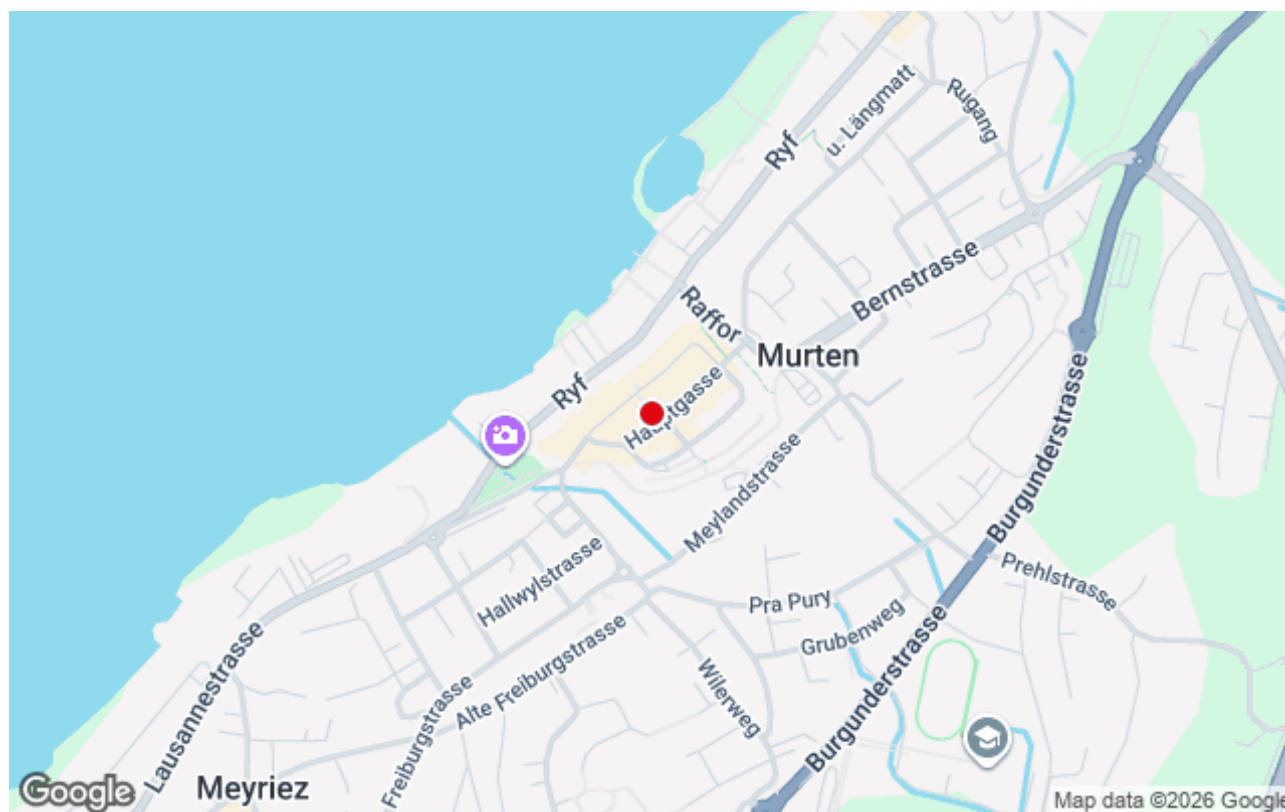 u. Längmatt
Rugang
Ryf
Bernstrasse
Raffor
Murten
Ryf
Hauptgasse
Burgunderstrasse
Meylandstrasse
Prehlstrasse
Hallwylstrasse
Pra Pury
Grubenweg
Lausannestrasse
Alte Freiburgstrasse
Wilerweg
Freiburgstrasse
Burgunderstrasse
Meyriez
Google
Map data ©2026 Google